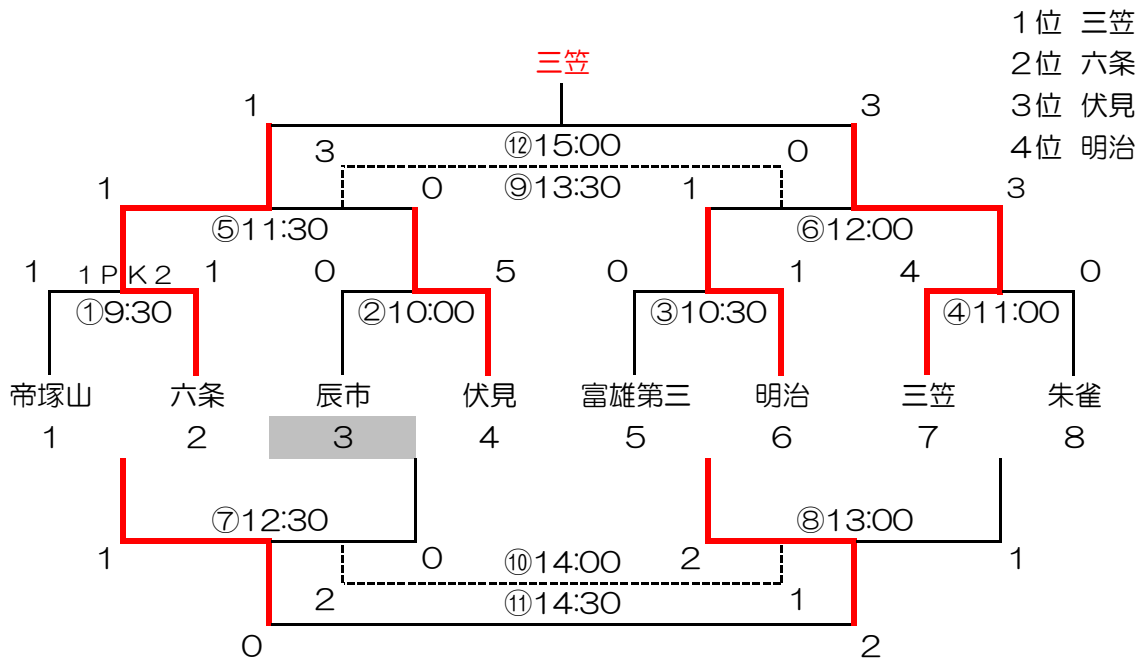 1位 三笠
2位 六条
3位 伏見
4位 明治
三笠
1 3
3 ⑫15:00 0
1 0 ⑨13:30 1 3
⑤11:30 ⑥12:00
1 1PK2 1 0 5 0 1 4 0
①9:30 ②10:00 ③10:30 ④11:00
帝塚山 六条 辰市 伏見 富雄第三 明治 三笠 朱雀
1 2 3 4 5 6 7 8
⑦12:30 ⑧13:00
1 0 ⑩14:00 2 1
2 ⑪14:30 1
0 2